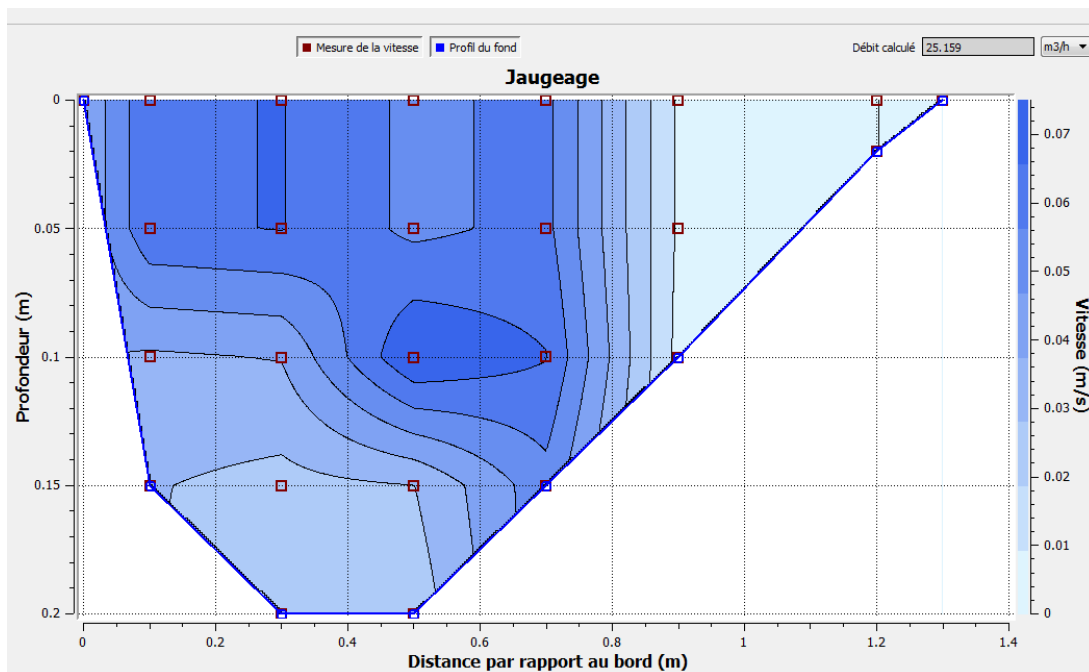 Mesure de la vitesse Profil du fond Débit calculé 25.159 m3/h
Jaugeage
0
0.05
0.1
0.15
0.2
Profondeur (m)
0 0.2 0.4 0.6 0.8 1 1.2 1.4
Distance par rapport au bord (m)
0.07
0.06
0.05
0.04
0.03
0.02
0.01
0
Vitesse (m/s)